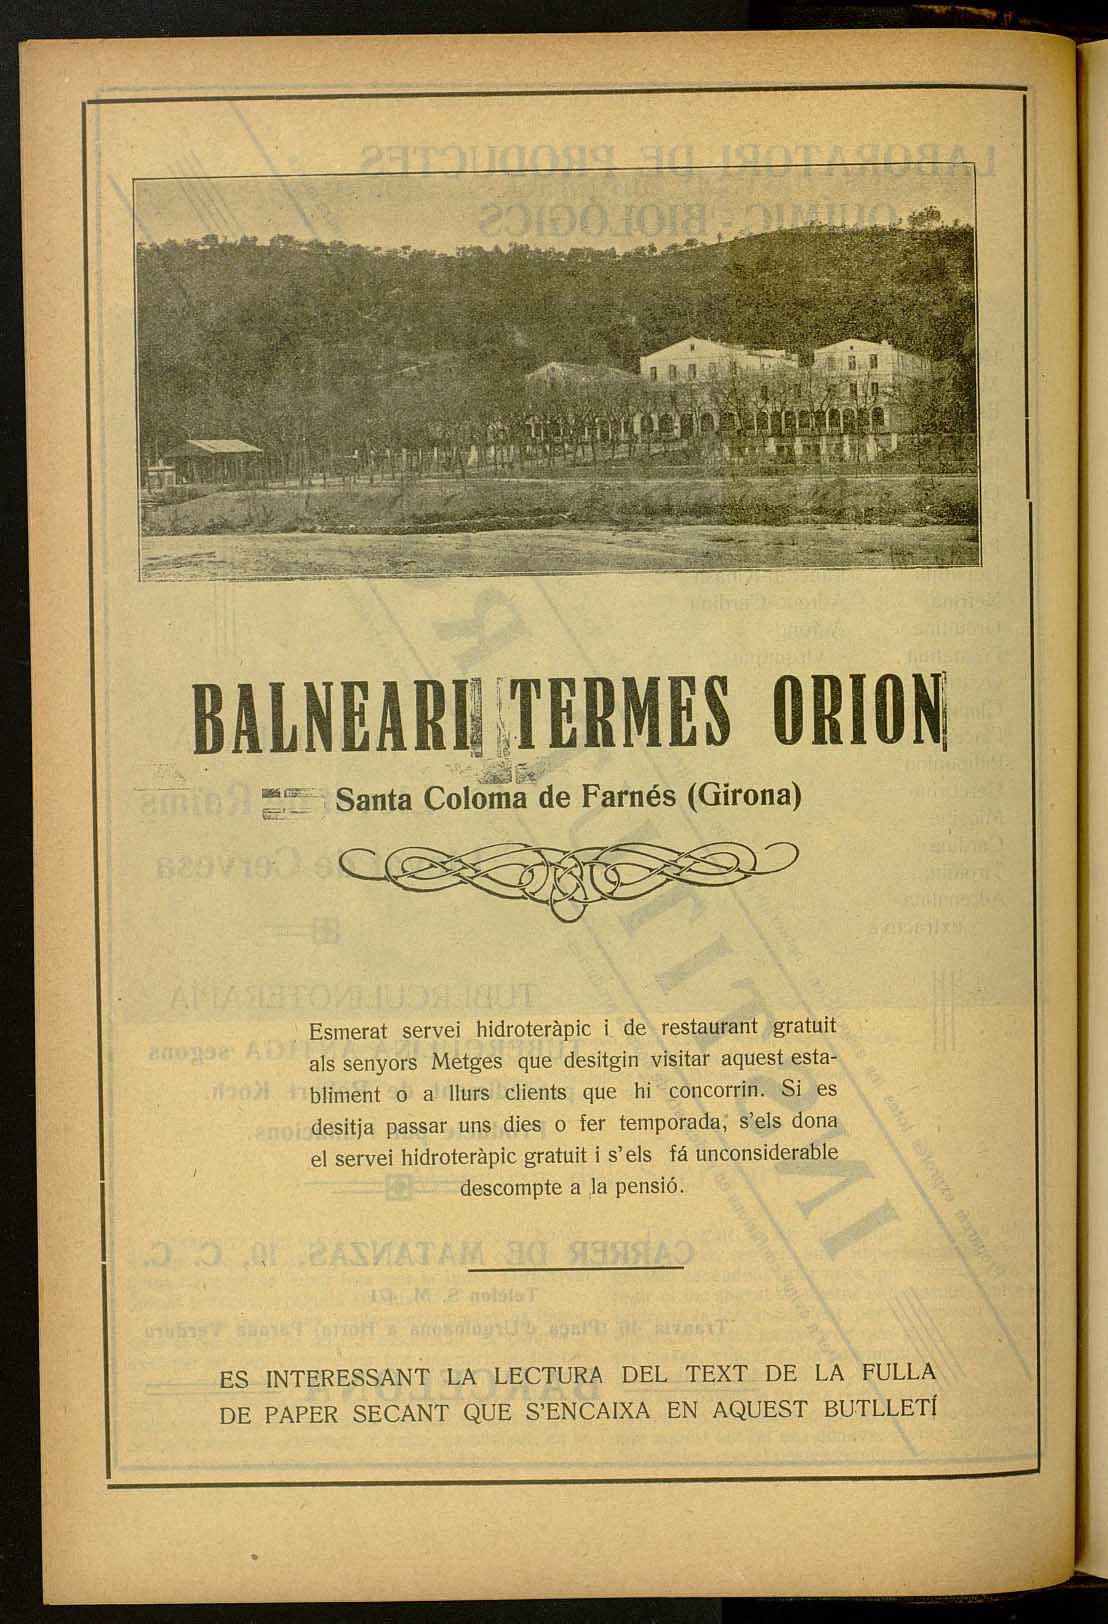 BALNEARI TERMES ORION
Santa Coloma de Farnés (Girona)
Esmerat servei hidroteràpic i de restaurant gratuit
als senyors Metges que desitgin visitar aquest esta-
bliment o a llurs clients que hi concorrin. Si es
desitja passar uns dies o fer temporada, s'els dona
el servei hidroteràpic gratuit i s'els fá unconsiderable
descompte a la pensió.
ES INTERESSANT LA LECTURA DEL TEXT DE LA FULLA
DE PAPER SECANT QUE S'ENCAIXA EN AQUEST BUTLLETÍ